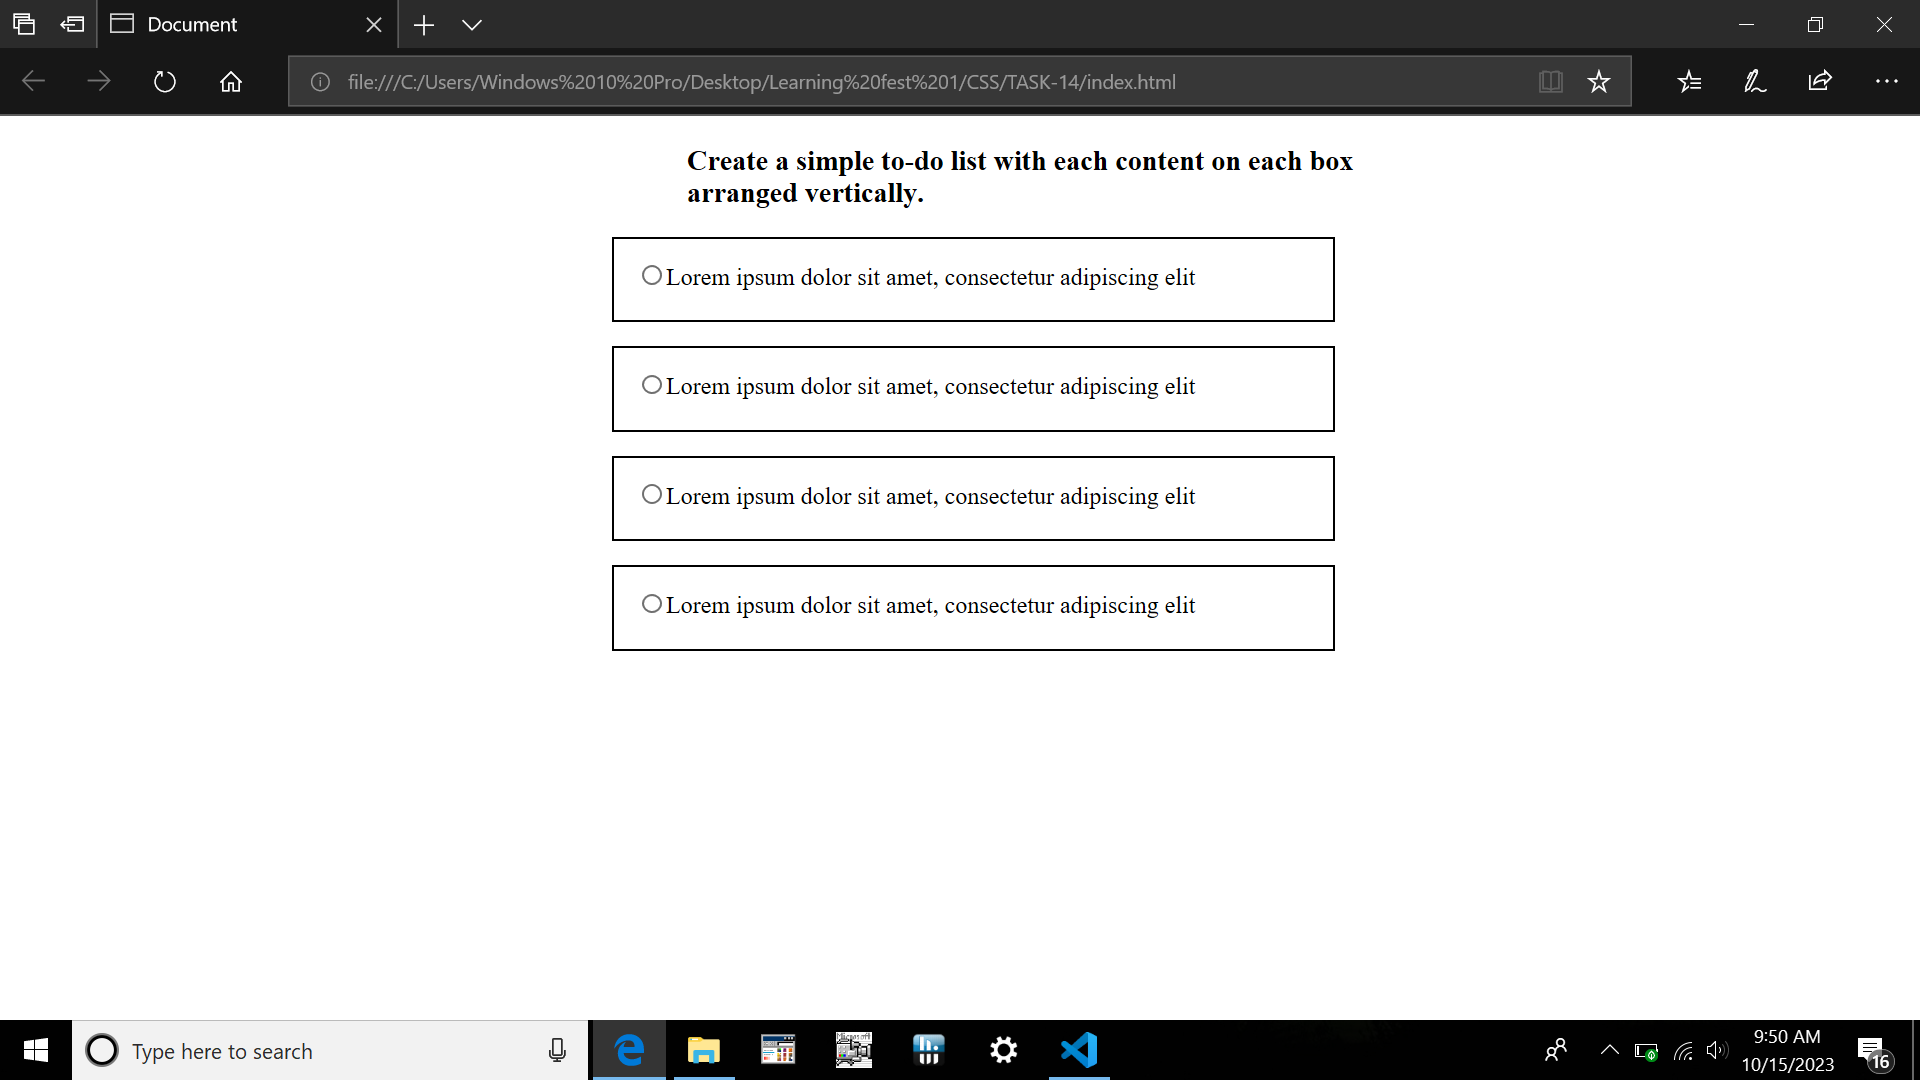 Document
file:///C:/Users/Windows%2010%20Pro/Desktop/Learning%20fest%201/CSS/TASK-14/index.html
Create a simple to-do list with each content on each box
arranged vertically.
Lorem ipsum dolor sit amet, consectetur adipiscing elit
Lorem ipsum dolor sit amet, consectetur adipiscing elit
Lorem ipsum dolor sit amet, consectetur adipiscing elit
Lorem ipsum dolor sit amet, consectetur adipiscing elit
Type here to search
9:50 AM
10/15/2023
16